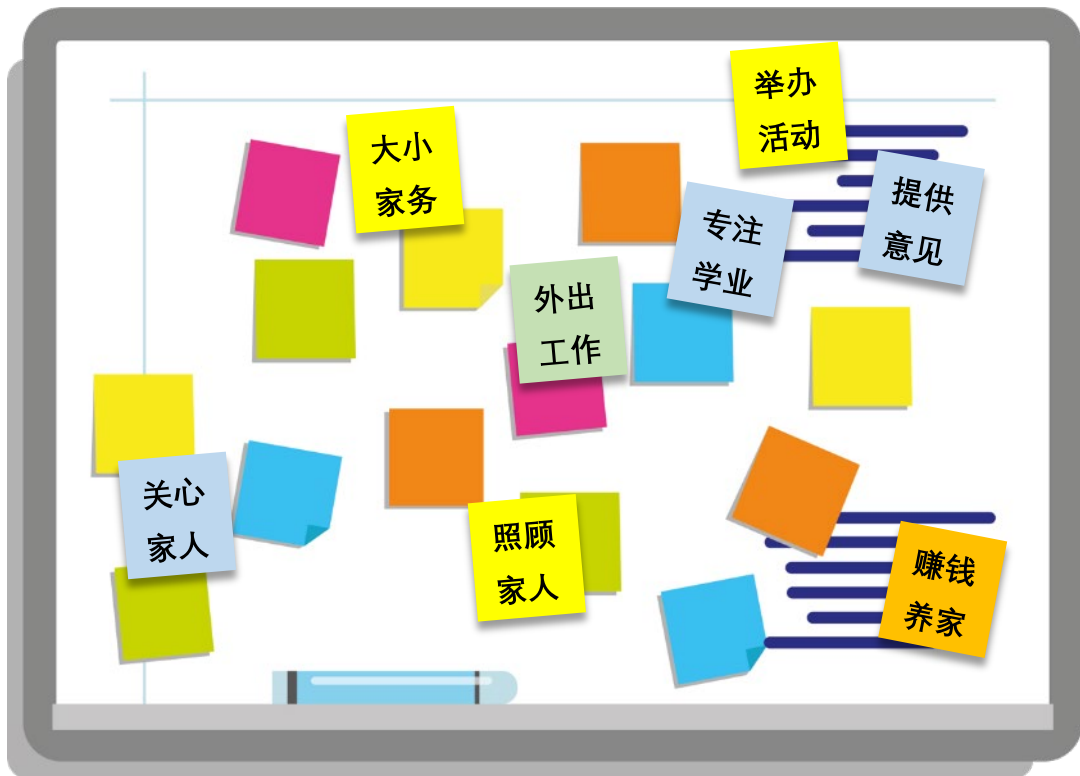 举办
活动
大小
家务
提供
意见
专注
学业
外出
工作
关心
家人
照顾
家人
赚钱
养家